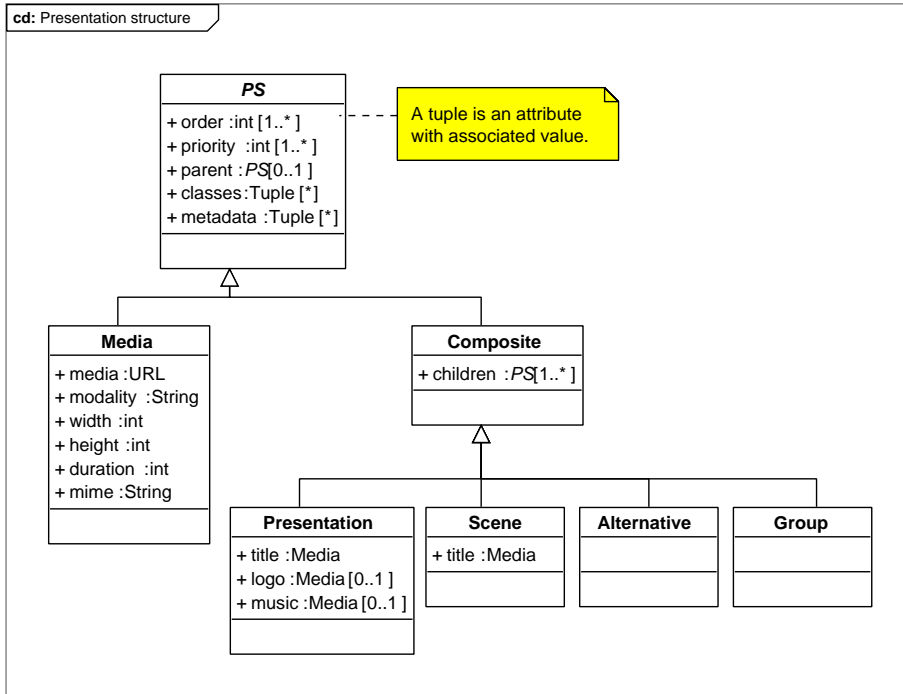 cd: Presentation structure
PS
+ order :int [1..* ]
+ priority :int [1..* ]
+ parent : PS[0..1 ]
+ classes:Tuple [*]
+ metadata :Tuple [*]
A tuple is an attribute
with associated value.
Media
+ media :URL
+ modality :String
+ width :int
+ height :int
+ duration :int
+ mime :String
Composite
+ children : PS[1..* ]
Presentation
+ title :Media
+ logo :Media [0..1 ]
+ music :Media [0..1 ]
Scene
+ title :Media
Alternative
Group